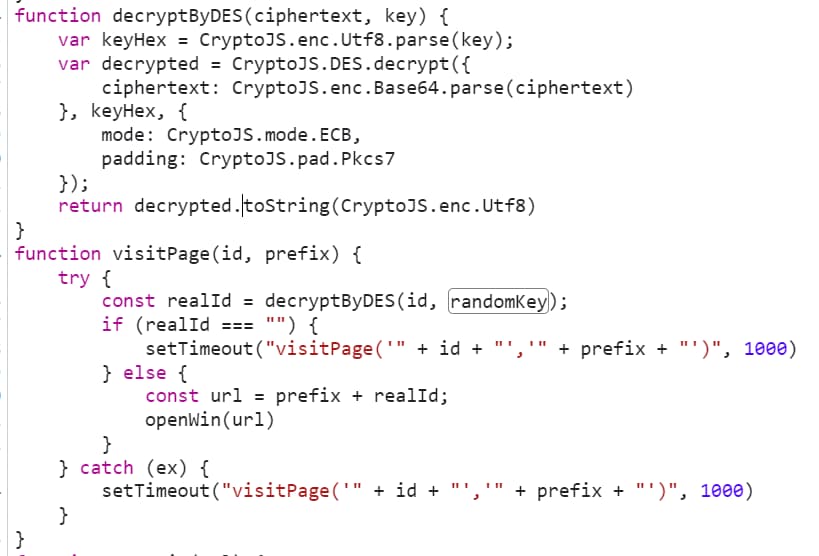 function decryptByDES(ciphertext, key) {
    var keyHex = CryptoJS.enc.Utf8.parse(key);
    var decrypted = CryptoJS.DES.decrypt({
        ciphertext: CryptoJS.enc.Base64.parse(ciphertext)
    }, keyHex, {
        mode: CryptoJS.mode.ECB,
        padding: CryptoJS.pad.Pkcs7
    });
    return decrypted.toString(CryptoJS.enc.Utf8)
}
function visitPage(id, prefix) {
    try {
        const realId = decryptByDES(id, randomKey);
        if (realId === "") {
            setTimeout("visitPage('" + id + "','" + prefix + "')", 1000)
        } else {
            const url = prefix + realId;
            openWin(url)
        }
    } catch (ex) {
        setTimeout("visitPage('" + id + "','" + prefix + "')", 1000)
    }
}